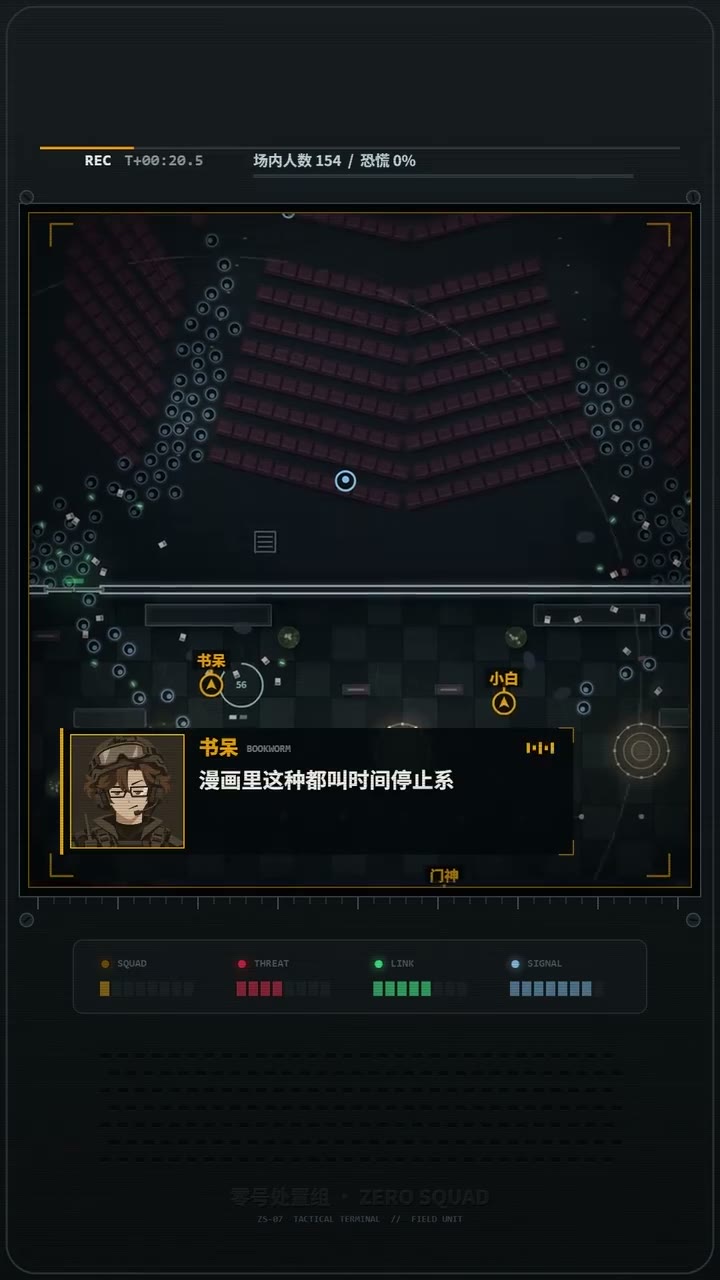 REC T+00:20.5 场内人数 154 / 恐慌 0%
书呆
56
小白
书呆 BOOKWORM
漫画里这种都叫时间停止系
门神
SQUAD THREAT LINK SIGNAL
零号处置组 · ZERO SQUAD
ZS-07 TACTICAL TERMINAL // FIELD UNIT